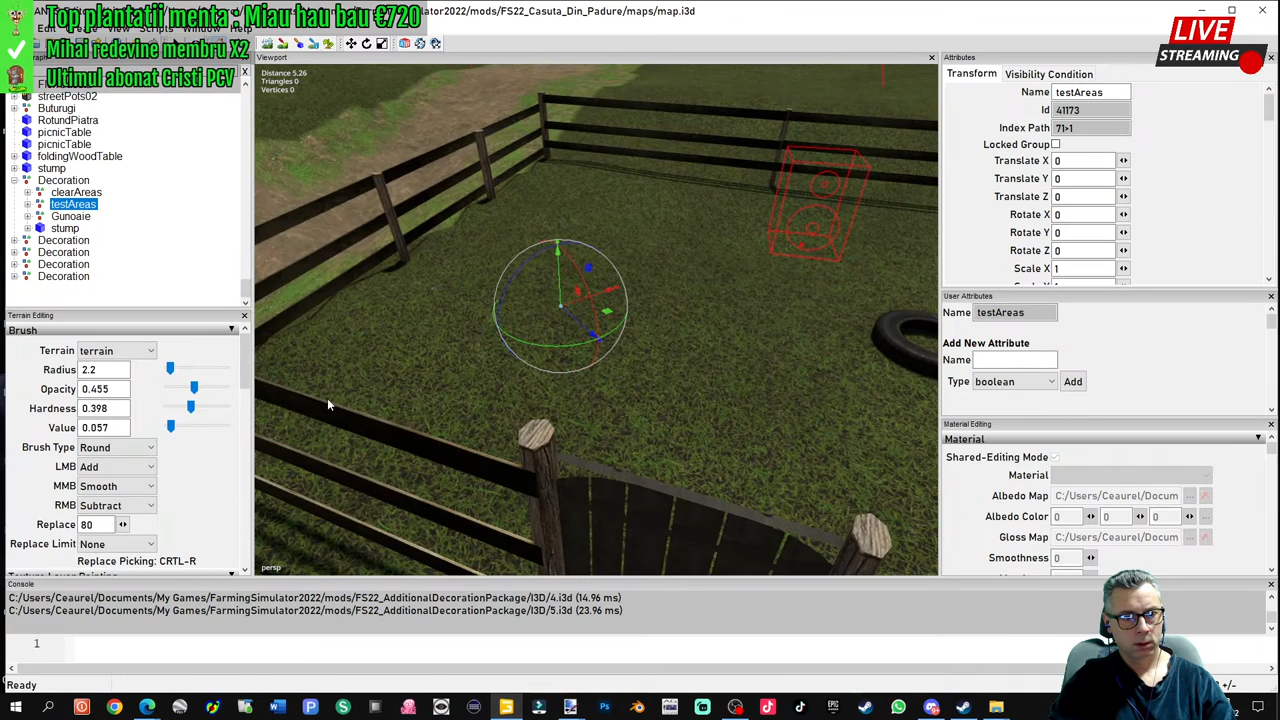 Top plantatii menta : Miau hau bau €720
Mihai redevine membru X2
Ultimul abonat Cristi PCV
LIVE
STREAMING
Simulator2022/mods/FS22_Casuta_Din_Padure/maps/map.i3d
Window
Help
streetPots02
Buturugi
RotundPiatra
picnicTable
picnicTable
foldingWoodTable
stump
Decoration
clearAreas
testAreas
Gunoaie
stump
Decoration
Decoration
Decoration
Decoration
Terrain Editing
Brush
Terrain terrain
Radius 2.2
Opacity 0.455
Hardness 0.398
Value 0.057
Brush Type Round
LMB Add
MMB Smooth
RMB Subtract
Replace 80
Replace Limit None
Replace Picking: CRTL-R
Texture Layer Painting
Viewport
Distance 5.26
Triangles 0
Vertices 0
persp
Attributes
Transform Visibility Condition
Name testAreas
Id 41173
Index Path 71>1
Locked Group
Translate X 0
Translate Y 0
Translate Z 0
Rotate X 0
Rotate Y 0
Rotate Z 0
Scale X 1
User Attributes
Name testAreas
Add New Attribute
Name
Type boolean Add
Material Editing
Material
Shared-Editing Mode
Material
Albedo Map C:/Users/Ceaurel/Docum ...
Albedo Color 0 0 0 ...
Gloss Map C:/Users/Ceaurel/Docum ...
Smoothness 0
Console
C:/Users/Ceaurel/Documents/My Games/FarmingSimulator2022/mods/FS22_AdditionalDecorationPackage/I3D/4.i3d (14.96 ms)
C:/Users/Ceaurel/Documents/My Games/FarmingSimulator2022/mods/FS22_AdditionalDecorationPackage/I3D/5.i3d (23.96 ms)
1
Ready
+/-